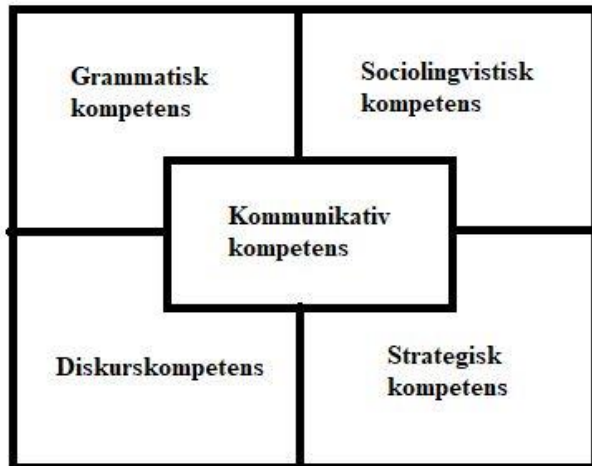 Grammatisk
kompetens
Sociolingvistisk
kompetens
Kommunikativ
kompetens
Diskurskompetens
Strategisk
kompetens